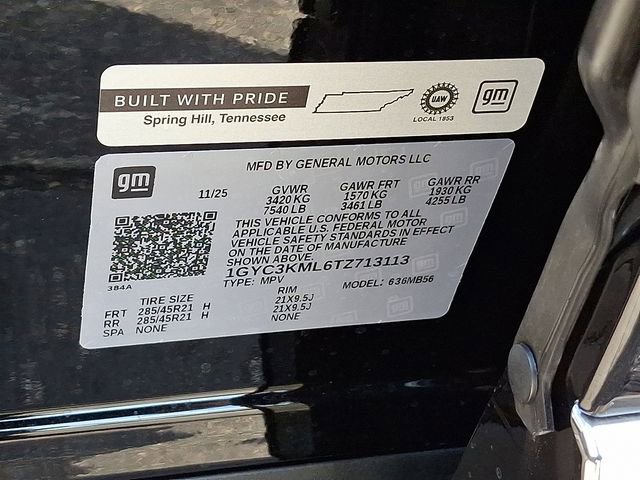 BUILT WITH PRIDE
Spring Hill, Tennessee
UAW
LOCAL 1853
gm
gm
MFD BY GENERAL MOTORS LLC
11/25 GVWR GAWR FRT GAWR RR
3420 KG 1570 KG 1930 KG
7540 LB 3461 LB 4255 LB
THIS VEHICLE CONFORMS TO ALL
APPLICABLE U.S. FEDERAL MOTOR
VEHICLE SAFETY STANDARDS IN EFFECT
ON THE DATE OF MANUFACTURE
SHOWN ABOVE.
1GYC3KML6TZ713113
TYPE: MPV MODEL: 636MB56
384A
TIRE SIZE RIM
FRT 285/45R21 H 21X9.5J
RR 285/45R21 H 21X9.5J
SPA NONE NONE